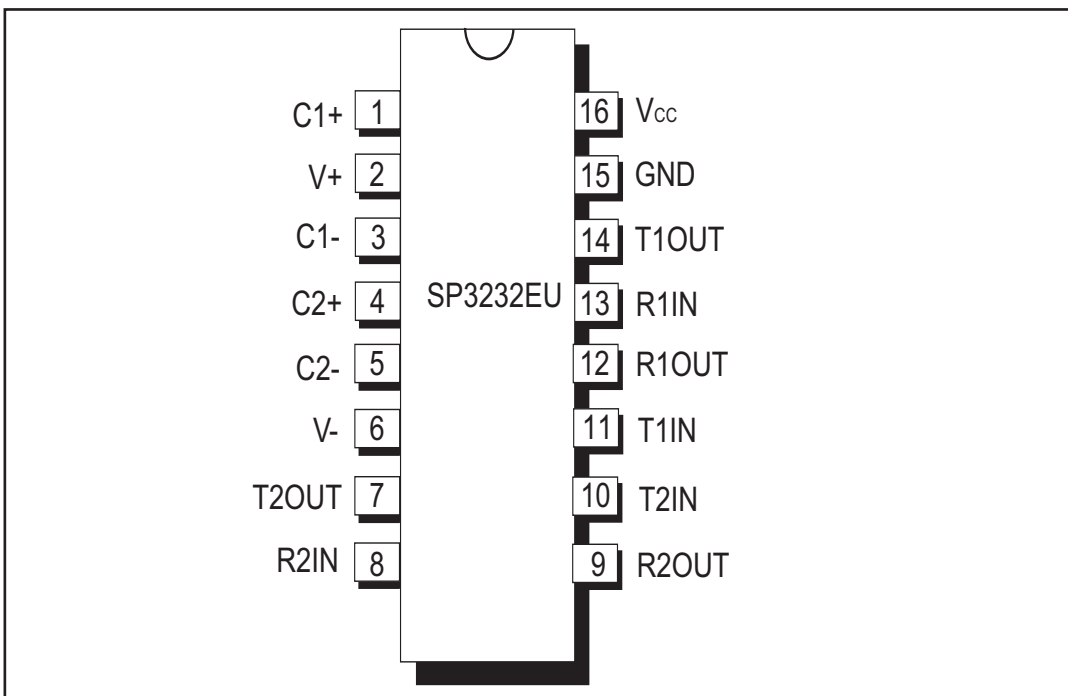 C1+ 1
V+ 2
C1- 3
C2+ 4
C2- 5
V- 6
T2OUT 7
R2IN 8
SP3232EU
16 Vcc
15 GND
14 T1OUT
13 R1IN
12 R1OUT
11 T1IN
10 T2IN
9 R2OUT